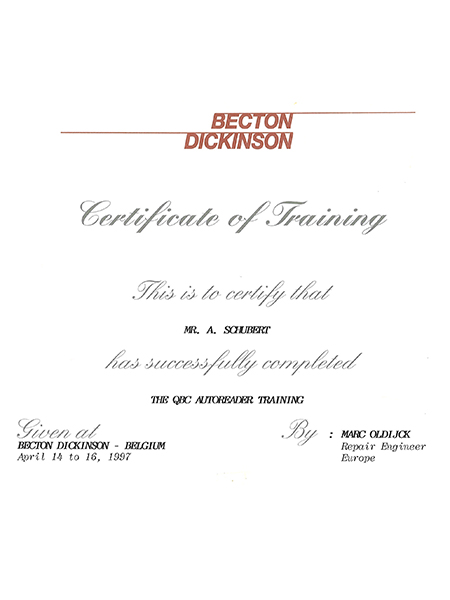 BECTON
DICKINSON
Certificate of Training
This is to certify that
MR. A. SCHUBERT
has successfully completed
THE QBC AUTOREADER TRAINING
Given at
BECTON DICKINSON - BELGIUM
April 14 to 16, 1997
By : MARC OLDIJCK
Repair Engineer
Europe